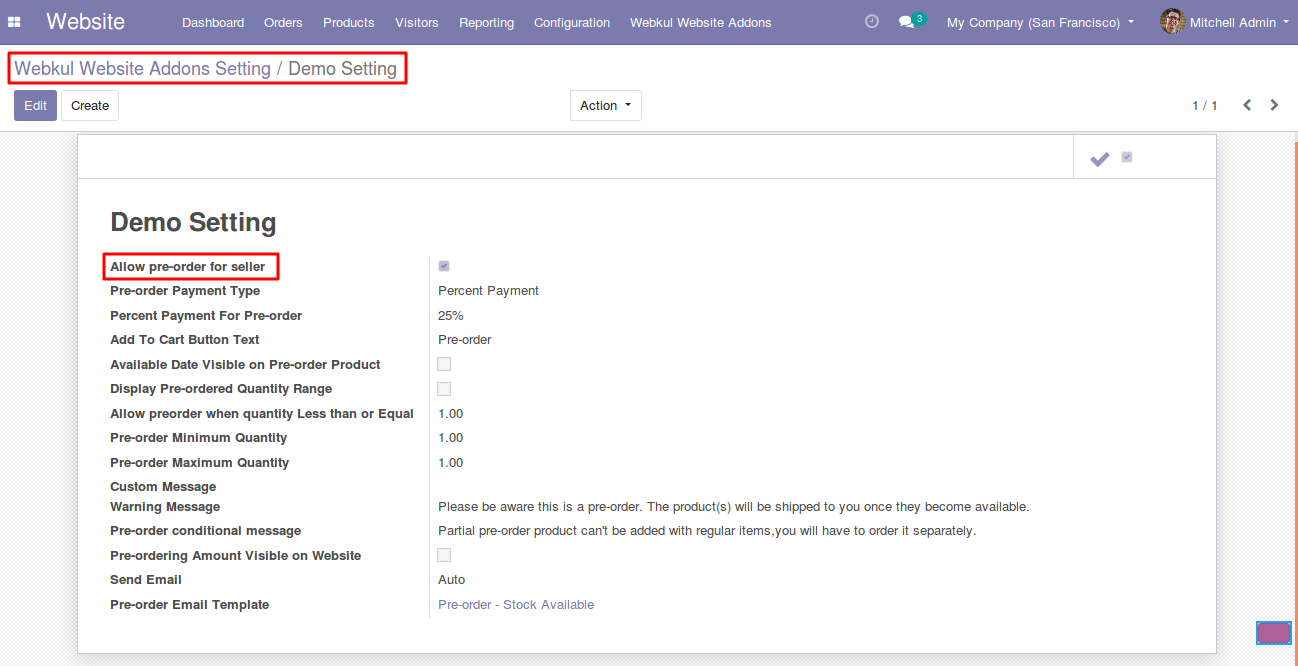 Website Dashboard Orders Products Visitors Reporting Configuration Webkul Website Addons 3 My Company (San Francisco) Mitchell Admin
Webkul Website Addons Setting / Demo Setting
Edit Create Action 1 / 1
Demo Setting
Allow pre-order for seller
Pre-order Payment Type Percent Payment
Percent Payment For Pre-order 25%
Add To Cart Button Text Pre-order
Available Date Visible on Pre-order Product
Display Pre-ordered Quantity Range
Allow preorder when quantity Less than or Equal 1.00
Pre-order Minimum Quantity 1.00
Pre-order Maximum Quantity 1.00
Custom Message
Warning Message Please be aware this is a pre-order. The product(s) will be shipped to you once they become available.
Pre-order conditional message Partial pre-order product can't be added with regular items,you will have to order it separately.
Pre-ordering Amount Visible on Website
Send Email Auto
Pre-order Email Template Pre-order - Stock Available